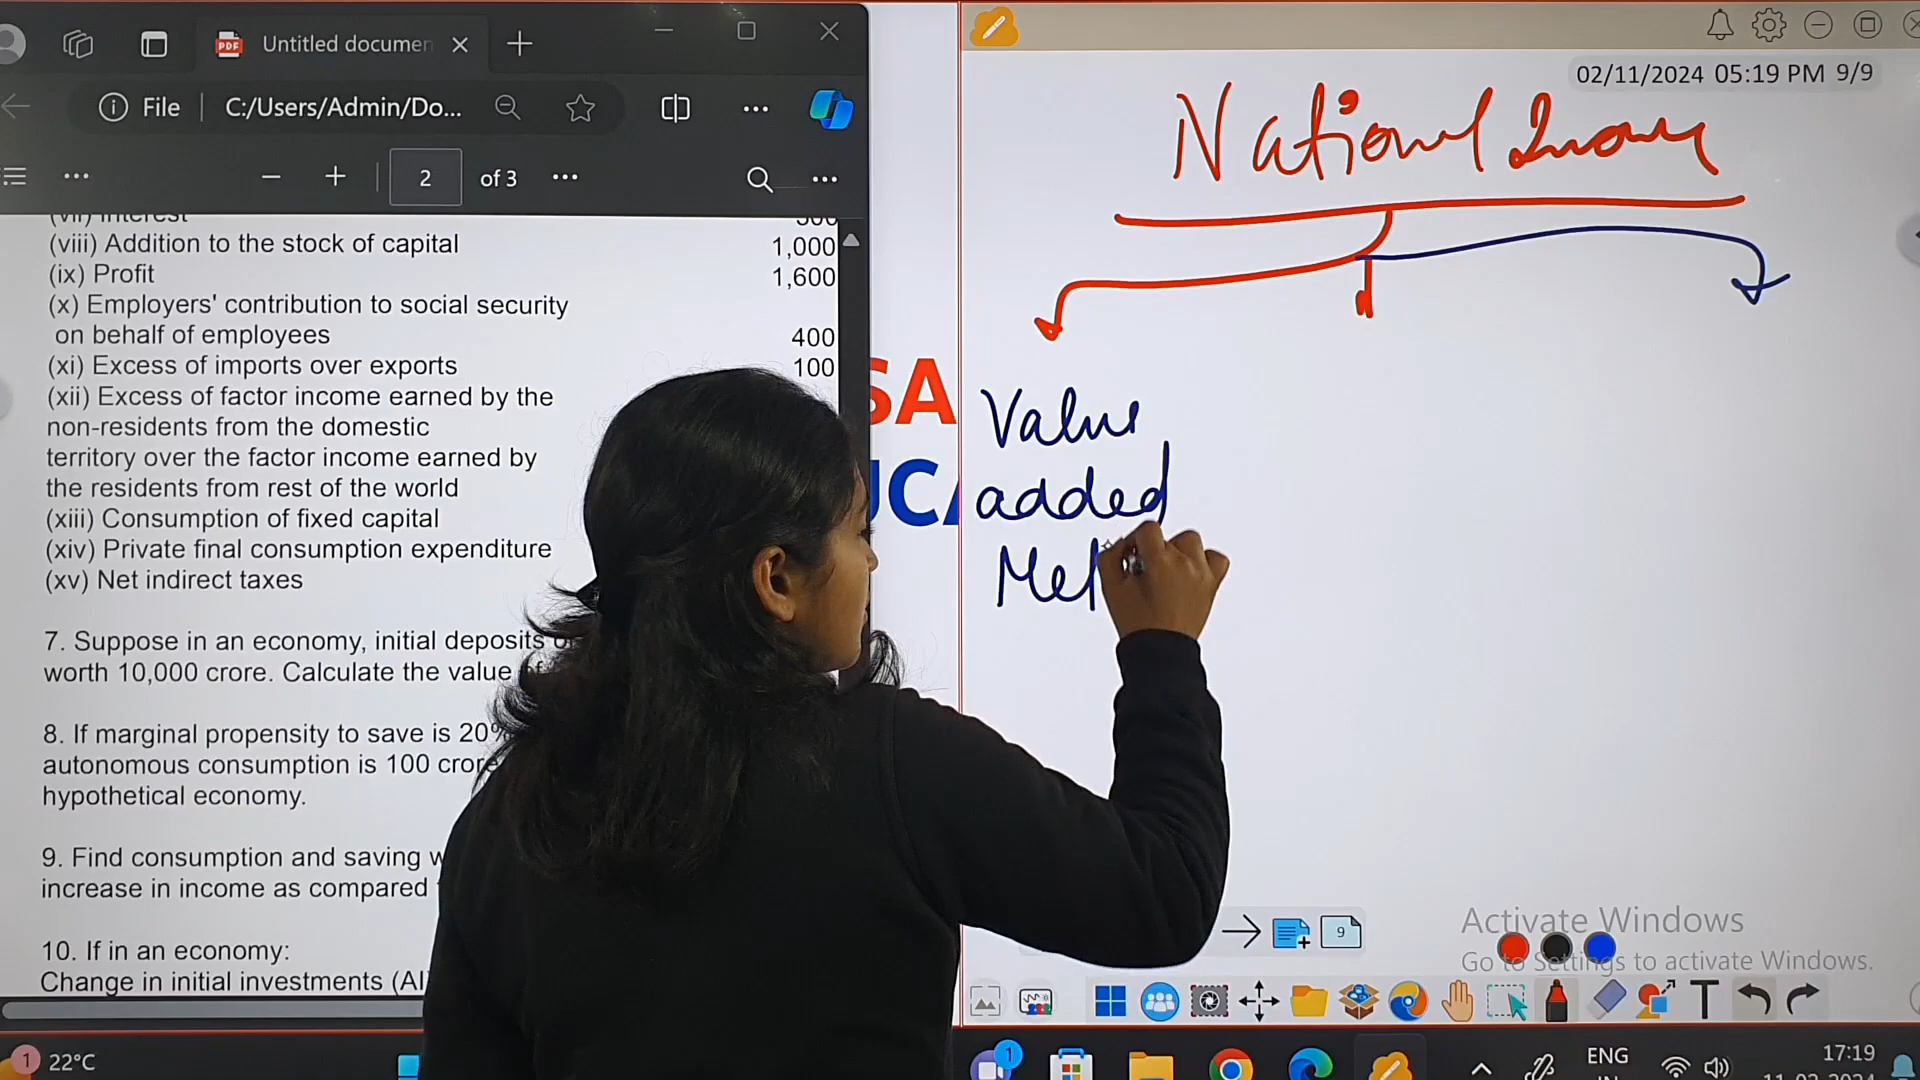 Untitled documen
File
C:/Users/Admin/Do...
2
of 3
(vii) Interest
(viii) Addition to the stock of capital 1,000
(ix) Profit 1,600
(x) Employers' contribution to social security
on behalf of employees 400
(xi) Excess of imports over exports 100
(xii) Excess of factor income earned by the
non-residents from the domestic
territory over the factor income earned by
the residents from rest of the world
(xiii) Consumption of fixed capital
(xiv) Private final consumption expenditure
(xv) Net indirect taxes
7. Suppose in an economy, initial deposits
worth 10,000 crore. Calculate the value
8. If marginal propensity to save is 20%
autonomous consumption is 100 crore
hypothetical economy.
9. Find consumption and saving
increase in income as compared
10. If in an economy:
Change in initial investments (
SA
UCA
02/11/2024 05:19 PM 9/9
National Income
Value
added
Met
9
Activate Windows
Go to Settings to activate Windows.
1
22°C
1
ENG
IN
17:19